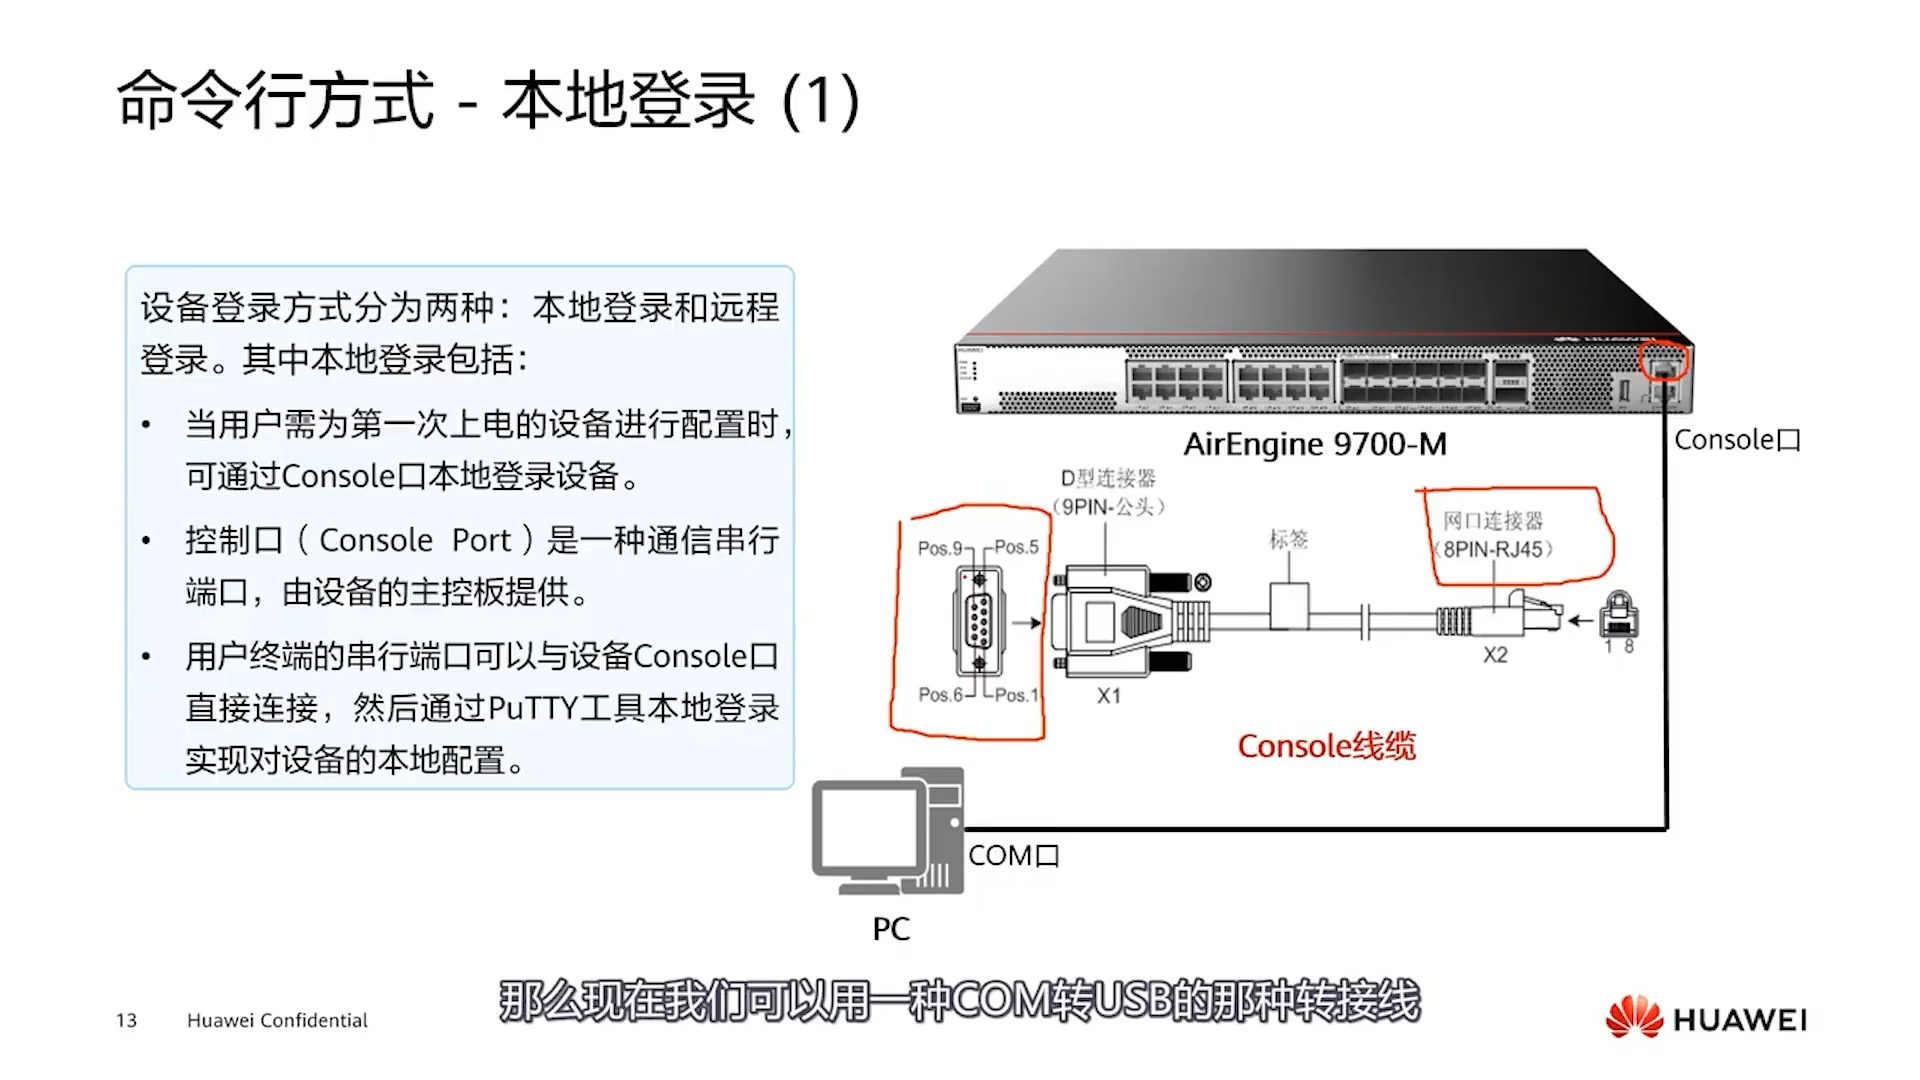 命令行方式 - 本地登录 (1)
设备登录方式分为两种：本地登录和远程
登录。其中本地登录包括：
• 当用户需为第一次上电的设备进行配置时，
可通过Console口本地登录设备。
• 控制口（Console Port）是一种通信串行
端口，由设备的主控板提供。
• 用户终端的串行端口可以与设备Console口
直接连接，然后通过PuTTY工具本地登录
实现对设备的本地配置。
HUAWEI
AirEngine 9700-M
Console口
D型连接器
（9PIN-公头）
网口连接器
（8PIN-RJ45）
标签
Pos.9
Pos.5
Pos.6
Pos.1
X1
X2
1 8
Console线缆
COM口
PC
那么现在我们可以用一种COM转USB的那种转接线
13
Huawei Confidential
HUAWEI